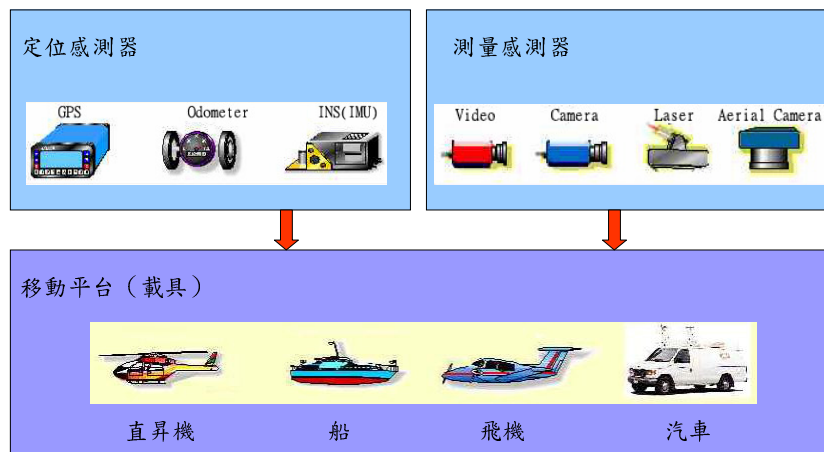 定位感測器
GPS
Odometer
INS(IMU)
測量感測器
Video
Camera
Laser
Aerial Camera
移動平台（載具）
直昇機
船
飛機
汽車